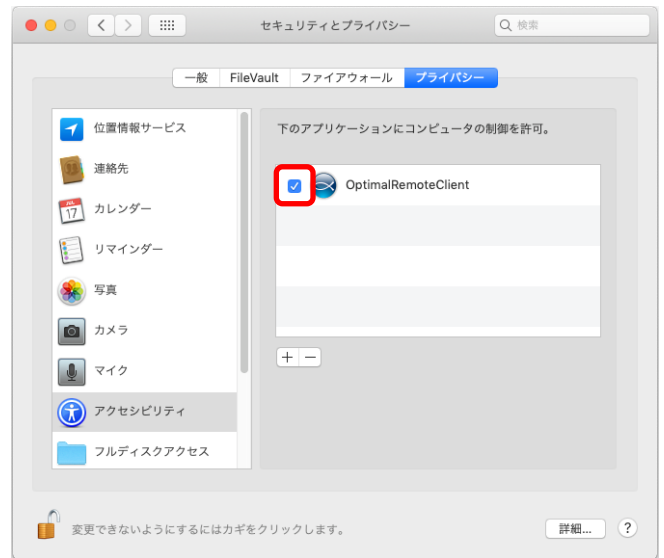 セキュリティとプライバシー
検索
一般 FileVault ファイアウォール プライバシー
位置情報サービス
連絡先
カレンダー
リマインダー
写真
カメラ
マイク
アクセシビリティ
フルディスクアクセス
下のアプリケーションにコンピュータの制御を許可。
OptimalRemoteClient
+ −
変更できないようにするにはカギをクリックします。
詳細... ?